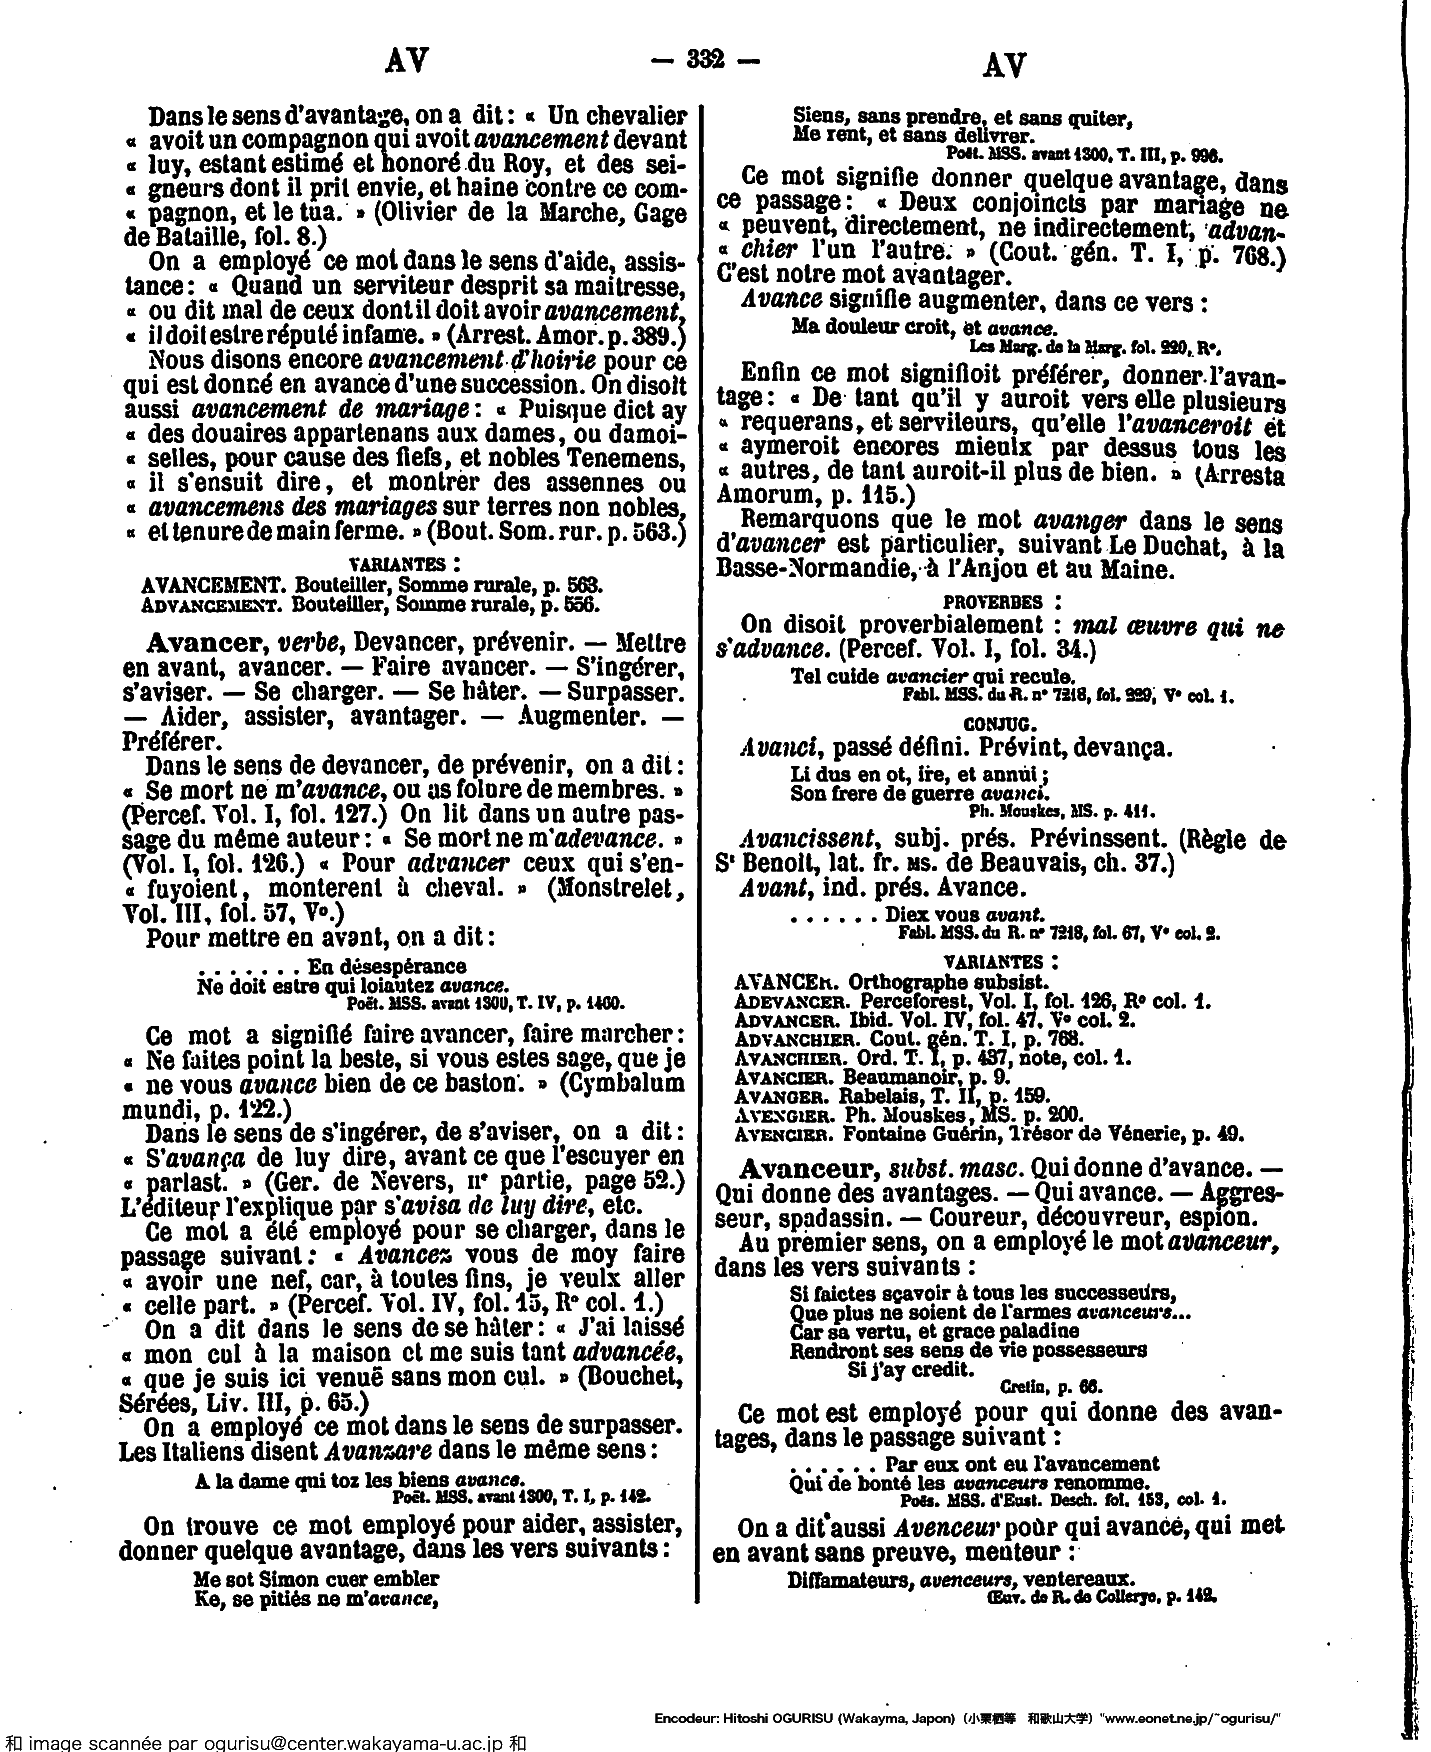 AV
— 332 —
AV
Dans le sens d'avantage, on a dit : « Un chevalier
« avoit un compagnon qui avoit avancement devant
« luy, estant estimé et honoré du Roy, et des sei-
« gneurs dont il prit envie, et haine contre ce com-
« pagnon, et le tua. » (Olivier de la Marche, Gage
de Bataille, fol. 8.)
On a employé ce mot dans le sens d'aide, assis-
tance : « Quand un serviteur desprit sa maitresse,
« ou dit mal de ceux dont il doit avoir avancement,
« il doit estre réputé infame. » (Arrest. Amor. p. 389.)
Nous disons encore avancement d'hoirie pour ce
qui est donné en avance d'une succession. On disoit
aussi avancement de mariage : « Puisque dict ay
« des douaires appartenans aux dames, ou damoi-
« selles, pour cause des fiefs, et nobles Tenemens,
« il s'ensuit dire, et montrer des assennes ou
« avancemens des mariages sur terres non nobles,
« et tenure de main ferme. » (Bout. Som. rur. p. 563.)
VARIANTES :
AVANCEMENT. Bouteiller, Somme rurale, p. 563.
ADVANCEMENT. Bouteiller, Somme rurale, p. 556.
Avancer, verbe, Devancer, prévenir. — Mettre
en avant, avancer. — Faire avancer. — S'ingérer,
s'aviser. — Se charger. — Se hâter. — Surpasser.
— Aider, assister, avantager. — Augmenter. —
Préférer.
Dans le sens de devancer, de prévenir, on a dit :
« Se mort ne m'avance, ou as folure de membres. »
(Percef. Vol. I, fol. 127.) On lit dans un autre pas-
sage du même auteur : « Se mort ne m'adevance. »
(Vol. I, fol. 126.) « Pour advancer ceux qui s'en-
« fuyoient, monterent à cheval. » (Monstrelet,
Vol. III, fol. 57, Vº.)
Pour mettre en avant, on a dit :
. . . . . . . En désespérance
Ne doit estre qui loiautez avance.
Poët. MSS. avant 1300, T. IV, p. 1460.
Ce mot a signifié faire avancer, faire marcher :
« Ne faites point la beste, si vous estes sage, que je
« ne vous avance bien de ce baston. » (Cymbalum
mundi, p. 122.)
Dans le sens de s'ingérer, de s'aviser, on a dit :
« S'avança de luy dire, avant ce que l'escuyer en
« parlast. » (Ger. de Nevers, IIe partie, page 52.)
L'éditeur l'explique par s'avisa de luy dire, etc.
Ce mot a été employé pour se charger, dans le
passage suivant : « Avancez vous de moy faire
« avoir une nef, car, à toutes fins, je veulx aller
« celle part. » (Percef. Vol. IV, fol. 15, Rº col. 1.)
On a dit dans le sens de se hâter : « J'ai laissé
« mon cul à la maison et me suis tant advancée,
« que je suis ici venuë sans mon cul. » (Bouchet,
Sérées, Liv. III, p. 65.)
On a employé ce mot dans le sens de surpasser.
Les Italiens disent Avanzare dans le même sens :
A la dame qui toz les biens avance.
Poët. MSS. avant 1300, T. I, p. 142.
On trouve ce mot employé pour aider, assister,
donner quelque avantage, dans les vers suivants :
Me sot Simon cuer embler
Ke, se pitiés ne m'avance,
Siens, sans prendre, et sans quiter,
Me rent, et sans delivrer.
Poët. MSS. avant 1300, T. III, p. 996.
Ce mot signifie donner quelque avantage, dans
ce passage : « Deux conjoincts par mariage ne
« peuvent, directement, ne indirectement, advan-
« chier l'un l'autre. » (Cout. gén. T. I, p. 768.)
C'est notre mot avantager.
Avance signifie augmenter, dans ce vers :
Ma douleur croit, et avance.
Les Marg. de la Marg. fol. 220, Rº.
Enfin ce mot signifioit préférer, donner l'avan-
tage : « De tant qu'il y auroit vers elle plusieurs
« requerans, et serviteurs, qu'elle l'avanceroit et
« aymeroit encores mieulx par dessus tous les
« autres, de tant auroit-il plus de bien. » (Arresta
Amorum, p. 115.)
Remarquons que le mot avanger dans le sens
d'avancer est particulier, suivant Le Duchat, à la
Basse-Normandie, à l'Anjou et au Maine.
PROVERBES :
On disoit proverbialement : mal œuvre qui ne
s'advance. (Percef. Vol. I, fol. 34.)
Tel cuide avancier qui recule.
Fabl. MSS. du R. nº 7218, fol. 229, Vº col. 1.
CONJUG.
Avanci, passé défini. Prévint, devança.
Li dus en ot, ire, et annui ;
Son frere de guerre avanci.
Ph. Mouskes, MS. p. 411.
Avancissent, subj. prés. Prévinssent. (Règle de
St Benoit, lat. fr. MS. de Beauvais, ch. 37.)
Avant, ind. prés. Avance.
. . . . . . Diex vous avant.
Fabl. MSS. du R. nº 7218, fol. 67, Vº col. 2.
VARIANTES :
AVANCER. Orthographe subsist.
ADEVANCER. Perceforest, Vol. I, fol. 126, Rº col. 1.
ADVANCER. Ibid. Vol. IV, fol. 47, Vº col. 2.
ADVANCHIER. Cout. gén. T. I, p. 768.
AVANCHIER. Ord. T. I, p. 437, note, col. 1.
AVANCIER. Beaumanoir, p. 9.
AVANGER. Rabelais, T. II, p. 159.
AVENGIER. Ph. Mouskes, MS. p. 200.
AVENCIER. Fontaine Guérin, Trésor de Vénerie, p. 49.
Avanceur, subst. masc. Qui donne d'avance. —
Qui donne des avantages. — Qui avance. — Aggres-
seur, spadassin. — Coureur, découvreur, espion.
Au premier sens, on a employé le mot avanceur,
dans les vers suivants :
Si faictes sçavoir à tous les successeurs,
Que plus ne soient de l'armes avanceurs...
Car sa vertu, et grace paladine
Rendront ses sens de vie possesseurs
Si j'ay credit.
Cretin, p. 66.
Ce mot est employé pour qui donne des avan-
tages, dans le passage suivant :
. . . . . . Par eux ont eu l'avancement
Qui de bonté les avanceurs renomme.
Poës. MSS. d'Eust. Desch. fol. 153, col. 1.
On a dit aussi Avenceur pour qui avance, qui met
en avant sans preuve, menteur :
Diffamateurs, avenceurs, ventereaux.
Œuv. de R. de Collerye, p. 142.
Encodeur: Hitoshi OGURISU (Wakayma, Japon) (小栗栖等 和歌山大学) "www.eonet.ne.jp/~ogurisu/"
和 image scannée par ogurisu@center.wakayama-u.ac.jp 和